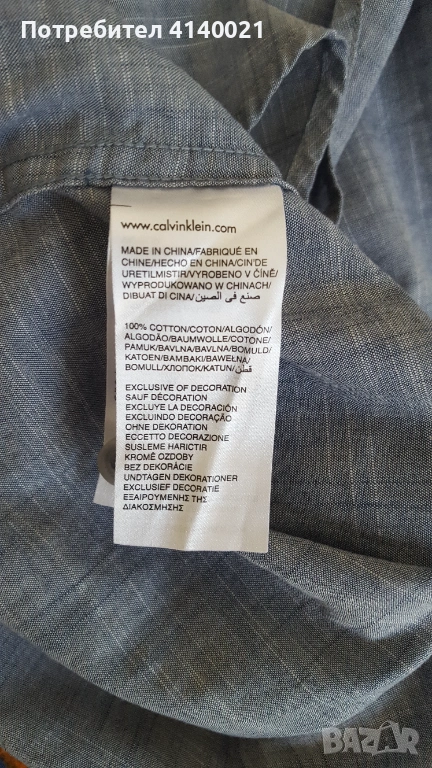 Потребител 4140021
www.calvinklein.com
MADE IN CHINA/FABRIQUÉ EN
CHINE/HECHO EN CHINA/CIN'DE
URETILMISTIR/VYROBENO V ČÍNĚ/
WYPRODUKOWANO W CHINACH/
DIBUAT DI CINA/صنع في الصين
100% COTTON/COTON/ALGODÓN/
ALGODÃO/BAUMWOLLE/COTONE/
PAMUK/BAVLNA/BAVLNA/BOMULD/
KATOEN/BAMBAKI/BAWEŁNA/
BOMULL/ХЛОПОК/KATUN/قطن
EXCLUSIVE OF DECORATION
SAUF DÉCORATION
EXCLUYE LA DECORACIÓN
EXCLUINDO DECORAÇÃO
OHNE DEKORATION
ECCETTO DECORAZIONE
SUSLEME HARICTIR
KROMĚ OZDOBY
BEZ DEKORÁCIE
UNDTAGEN DEKORATIONER
EXCLUSIEF DECORATIE
ΕΞΑΙΡΟΥΜΕΝΗΣ ΤΗΣ
ΔΙΑΚΟΣΜΗΣΗΣ
BAZAR